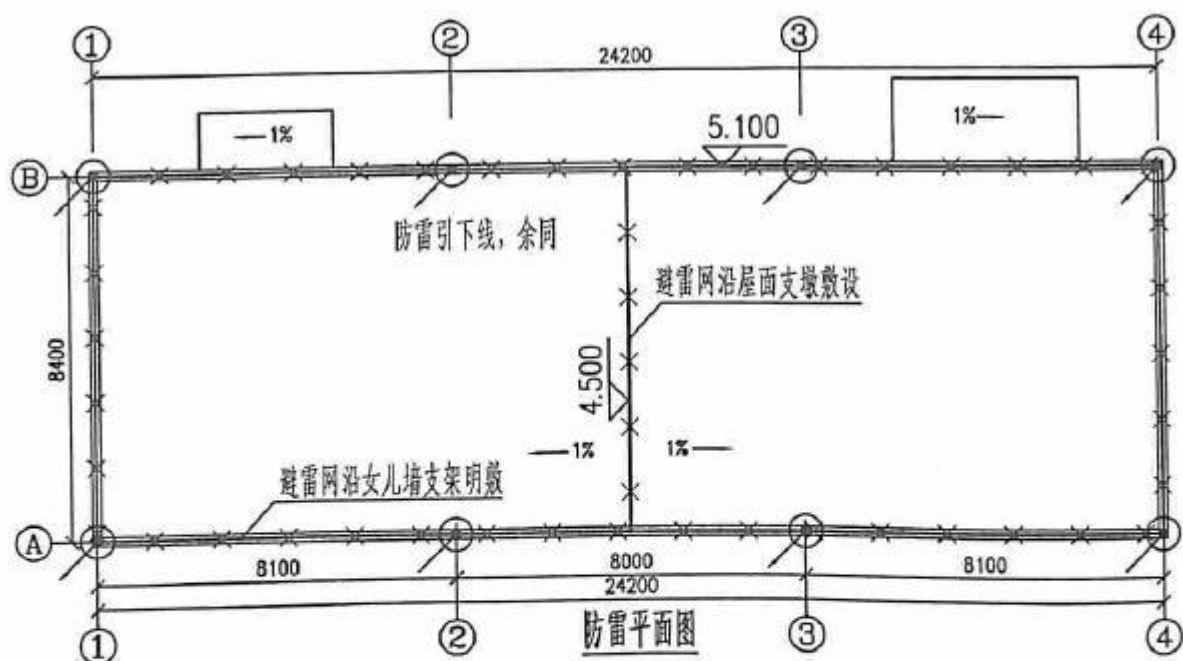 ① ② ③ ④
24200
1% 1%
5.100
Ⓑ
防雷引下线，余同
避雷网沿屋面支墩敷设
8400
4.500
1% 1%
避雷网沿女儿墙支架明敷
Ⓐ
8100 8000 8100
24200
防雷平面图
① ② ③ ④